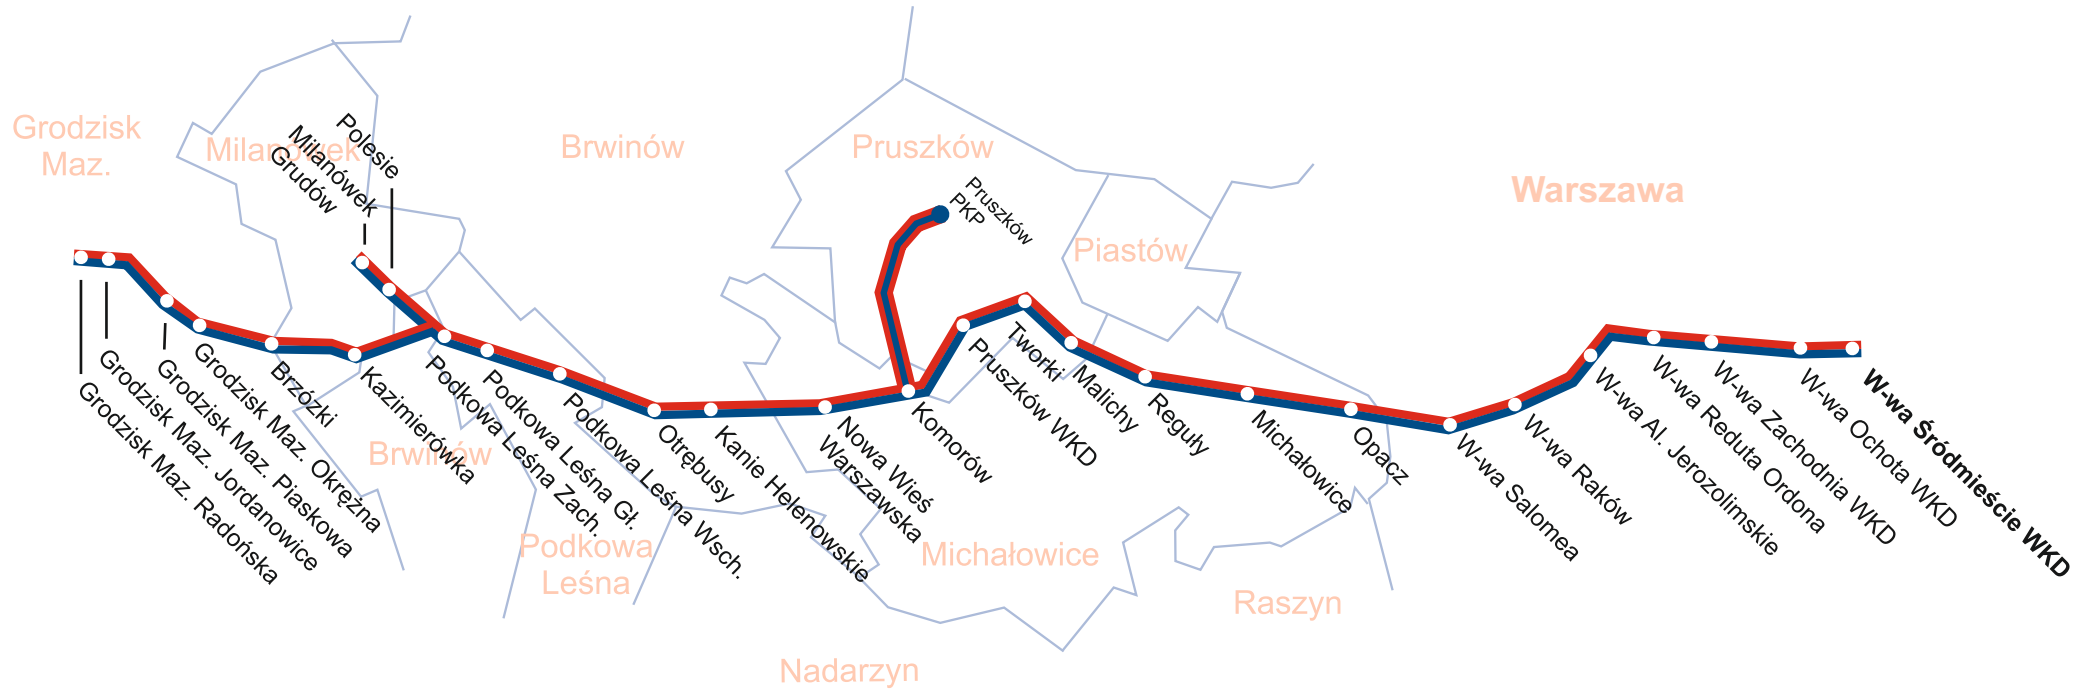 Grodzisk
Maz.
Milanówek
Brwinów
Pruszków
Warszawa
Piastów
Brwinów
Podkowa
Leśna
Michałowice
Raszyn
Nadarzyn
Polesie
Milanówek
Grudów
Pruszków
PKP
Grodzisk Maz. Radońska
Grodzisk Maz. Jordanowice
Grodzisk Maz. Piaskowa
Grodzisk Maz. Okrężna
Brzózki
Kazimierówka
Podkowa Leśna Zach.
Podkowa Leśna Gł.
Podkowa Leśna Wsch.
Otrębusy
Kanie Helenowskie
Nowa Wieś
Warszawska
Komorów
Pruszków WKD
Tworki
Malichy
Reguły
Michałowice
Opacz
W-wa Salomea
W-wa Raków
W-wa Al. Jerozolimskie
W-wa Reduta Ordona
W-wa Zachodnia WKD
W-wa Ochota WKD
W-wa Śródmieście WKD